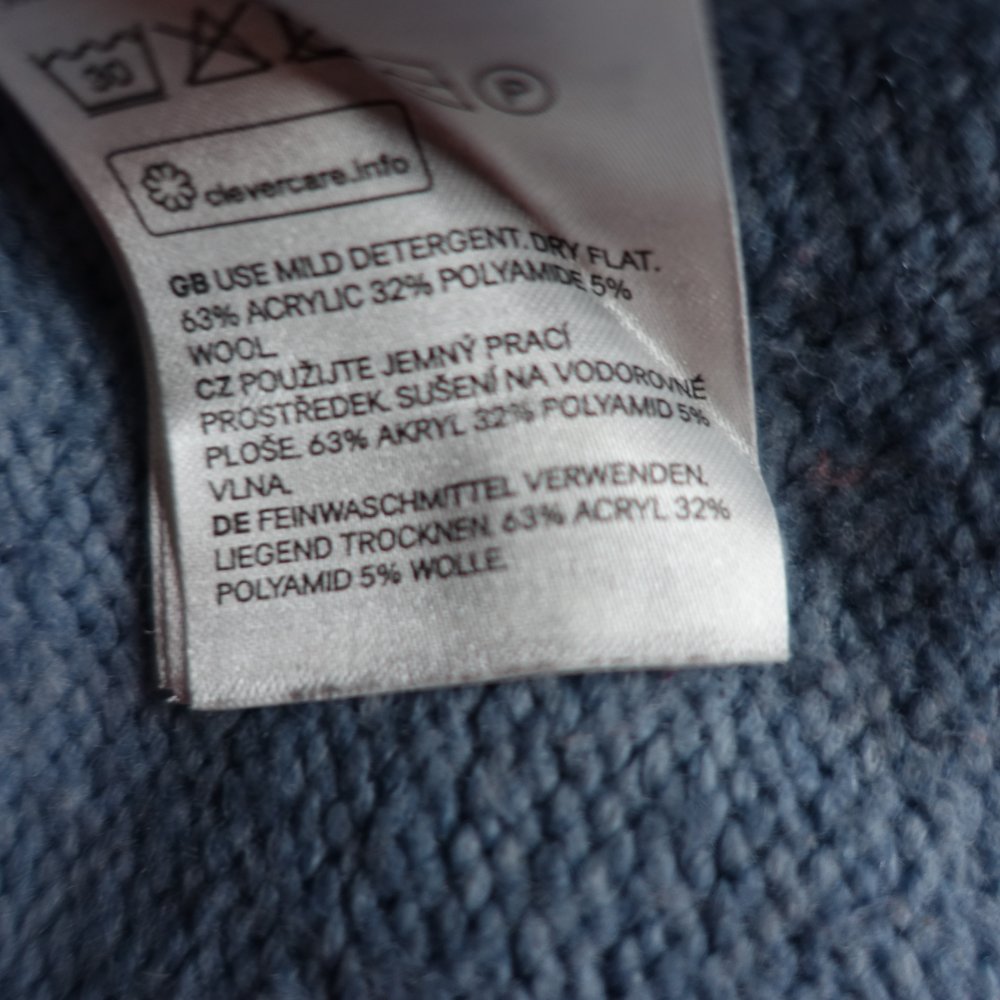 30
P
clevercare.info
GB USE MILD DETERGENT. DRY FLAT.
63% ACRYLIC 32% POLYAMIDE 5%
WOOL
CZ POUŽIJTE JEMNÝ PRACÍ
PROSTŘEDEK. SUŠENÍ NA VODOROVNÉ
PLOŠE. 63% AKRYL 32% POLYAMID 5%
VLNA.
DE FEINWASCHMITTEL VERWENDEN.
LIEGEND TROCKNEN. 63% ACRYL 32%
POLYAMID 5% WOLLE.